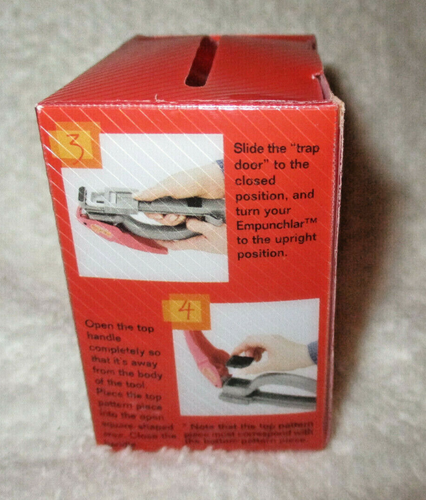 3
Slide the "trap
door" to the
closed
position, and
turn your
Empunchlar™
to the upright
position.
4
Open the top
handle
completely so
that it's away
from the body
of the tool.
Place the top
pattern piece
into the open
square-shaped
area. Close the
handle.
* Note that the top pattern
piece must correspond with
the bottom pattern piece.